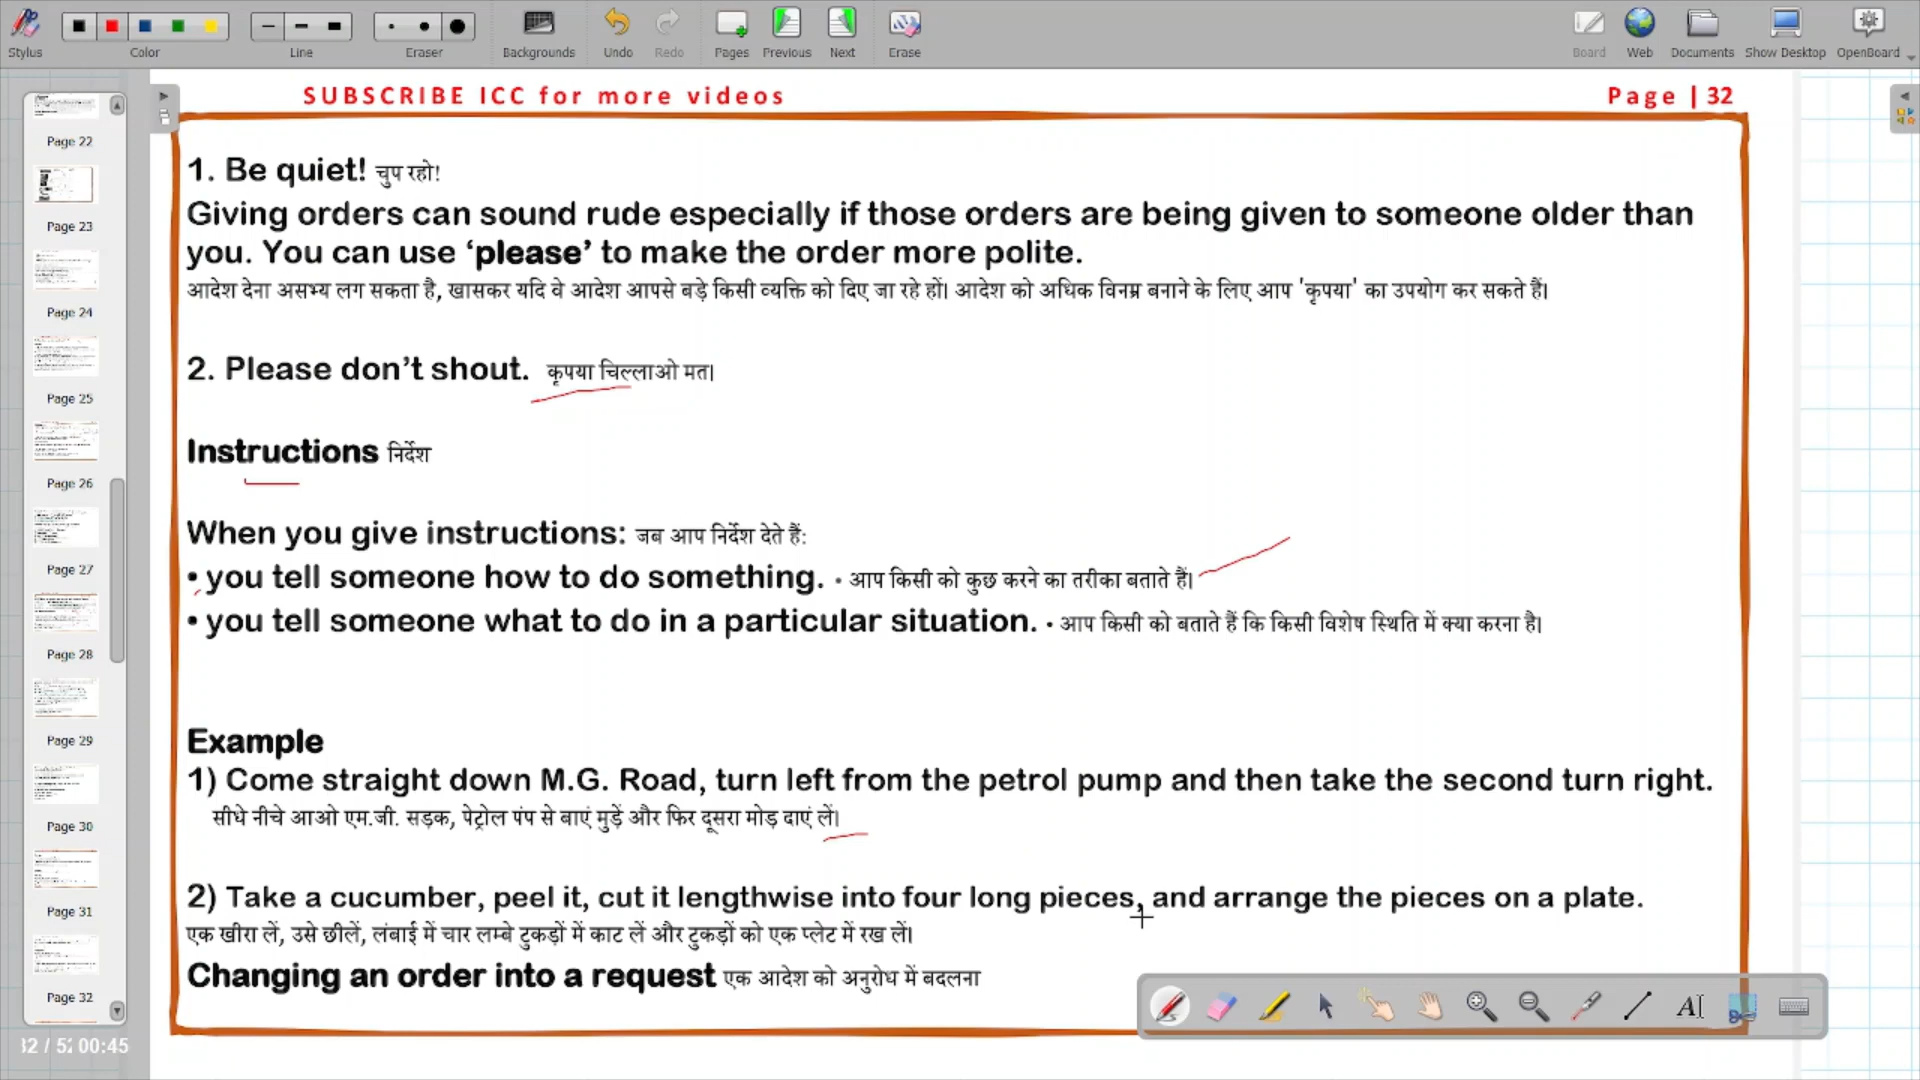 Stylus
Color
Line
Eraser
Backgrounds
Undo
Redo
Pages
Previous
Next
Erase
Board
Web
Documents
Show Desktop
OpenBoard
SUBSCRIBE ICC for more videos
Page | 32
1. Be quiet! चुप रहो!
Giving orders can sound rude especially if those orders are being given to someone older than
you. You can use ‘please’ to make the order more polite.
आदेश देना असभ्य लग सकता है, खासकर यदि वे आदेश आपसे बड़े किसी व्यक्ति को दिए जा रहे हों। आदेश को अधिक विनम्र बनाने के लिए आप 'कृपया' का उपयोग कर सकते हैं।
2. Please don’t shout. कृपया चिल्लाओ मत।
Instructions निर्देश
When you give instructions: जब आप निर्देश देते हैं:
• you tell someone how to do something. • आप किसी को कुछ करने का तरीका बताते हैं।
• you tell someone what to do in a particular situation. • आप किसी को बताते हैं कि किसी विशेष स्थिति में क्या करना है।
Example
1) Come straight down M.G. Road, turn left from the petrol pump and then take the second turn right.
सीधे नीचे आओ एम.जी. सड़क, पेट्रोल पंप से बाएं मुड़ें और फिर दूसरा मोड़ दाएं लें।
2) Take a cucumber, peel it, cut it lengthwise into four long pieces, and arrange the pieces on a plate.
एक खीरा लें, उसे छीलें, लंबाई में चार लम्बे टुकड़ों में काट लें और टुकड़ों को एक प्लेट में रख लें।
Changing an order into a request एक आदेश को अनुरोध में बदलना
Page 22
Page 23
Page 24
Page 25
Page 26
Page 27
Page 28
Page 29
Page 30
Page 31
Page 32
00:45